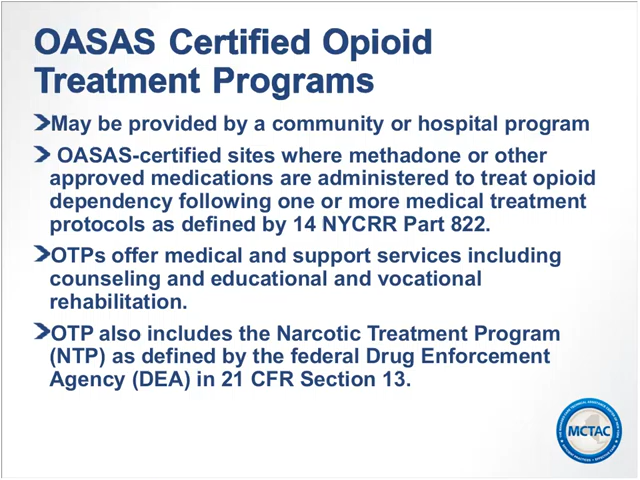 OASAS Certified Opioid
Treatment Programs
May be provided by a community or hospital program
OASAS-certified sites where methadone or other
approved medications are administered to treat opioid
dependency following one or more medical treatment
protocols as defined by 14 NYCRR Part 822.
OTPs offer medical and support services including
counseling and educational and vocational
rehabilitation.
OTP also includes the Narcotic Treatment Program
(NTP) as defined by the federal Drug Enforcement
Agency (DEA) in 21 CFR Section 13.
MCTAC